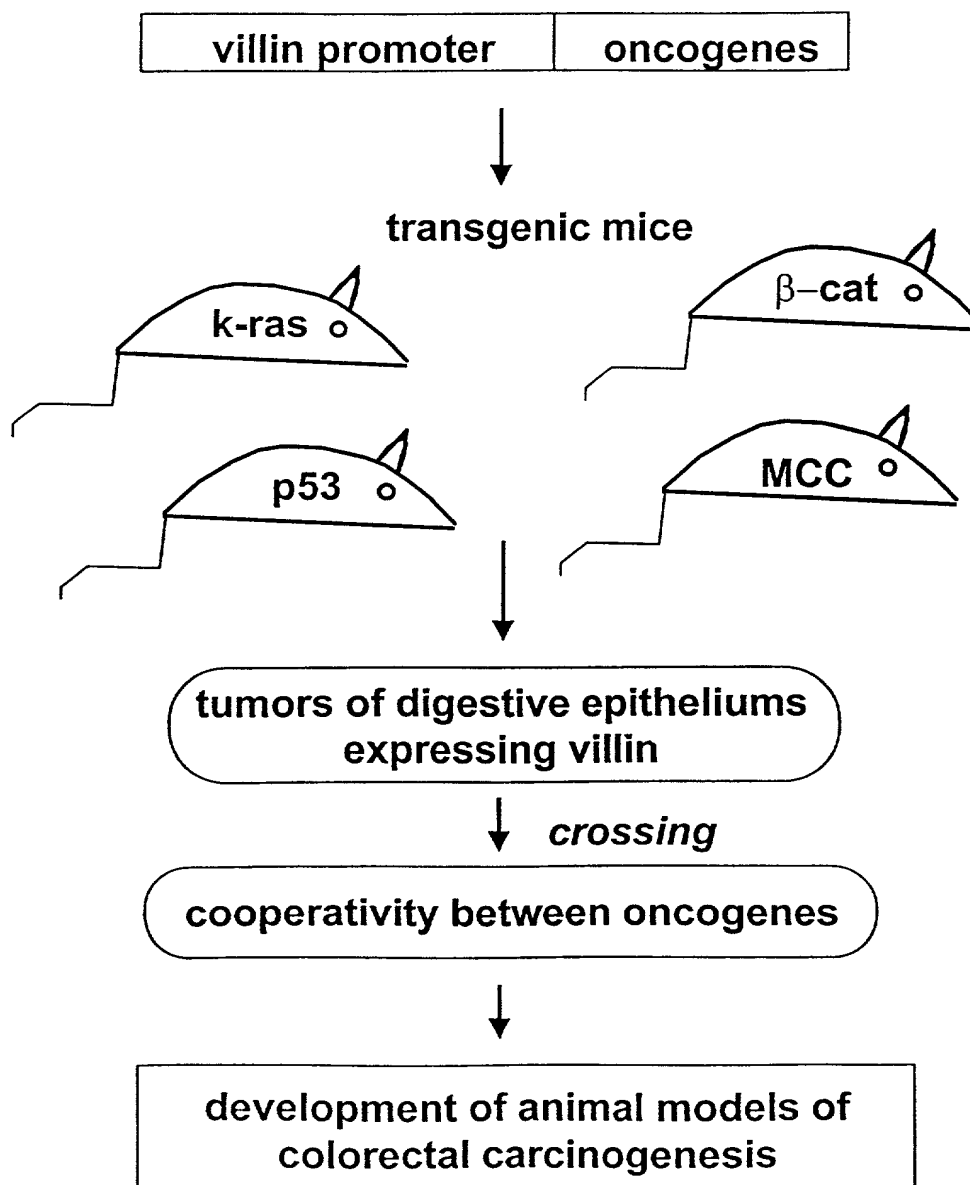 villin promoter oncogenes
transgenic mice
k-ras
β–cat
p53
MCC
tumors of digestive epitheliums
expressing villin
crossing
cooperativity between oncogenes
development of animal models of
colorectal carcinogenesis